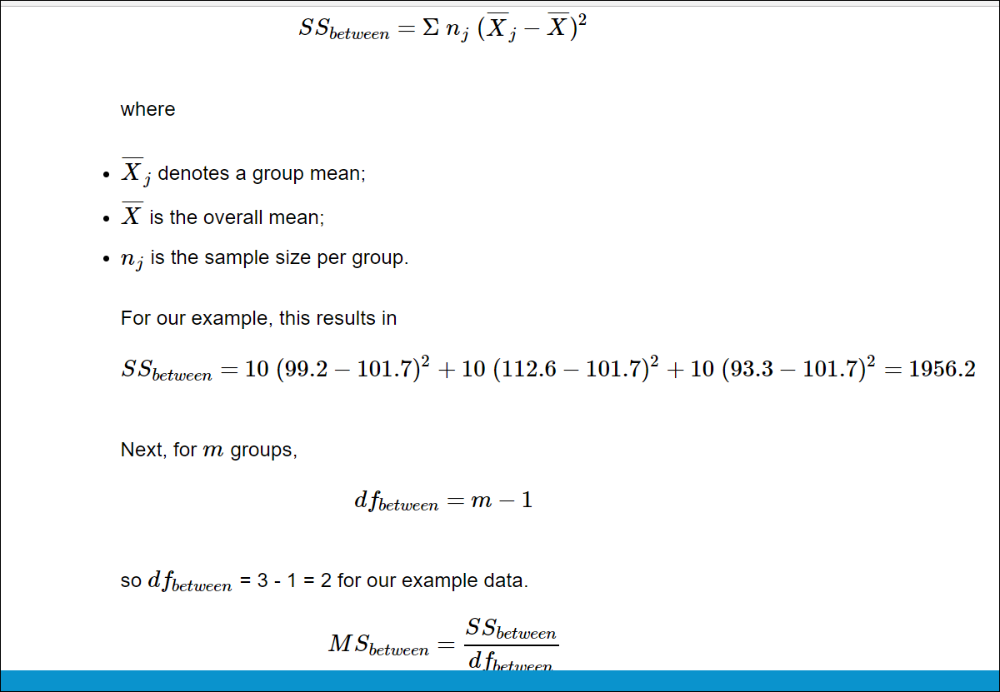 $SS_{between} = \Sigma\ n_j\ (\overline{X}_j - \overline{X})^2$
where
• $\overline{X}_j$ denotes a group mean;
• $\overline{X}$ is the overall mean;
• $n_j$ is the sample size per group.
For our example, this results in
$SS_{between} = 10\ (99.2 - 101.7)^2 + 10\ (112.6 - 101.7)^2 + 10\ (93.3 - 101.7)^2 = 1956.2$
Next, for $m$ groups,
$df_{between} = m - 1$
so $df_{between}$ = 3 - 1 = 2 for our example data.
$MS_{between} = \frac{SS_{between}}{df_{between}}$